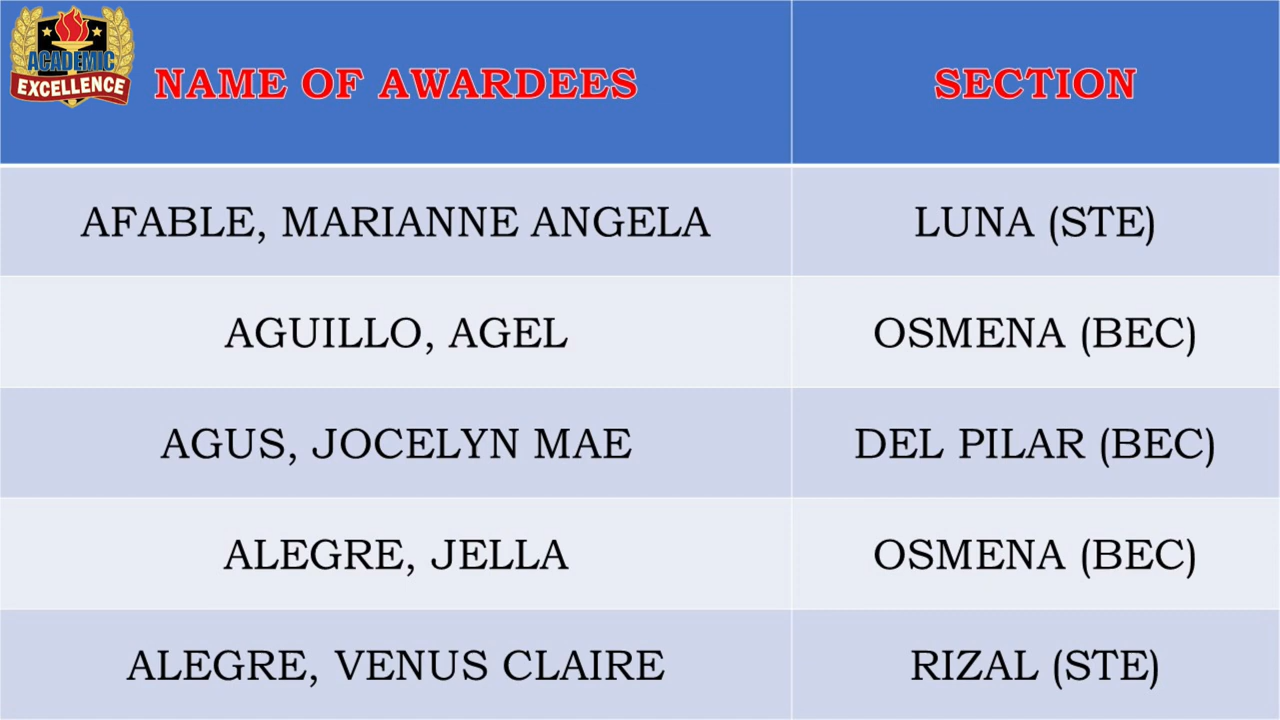 ACADEMIC
EXCELLENCE
NAME OF AWARDEES SECTION
AFABLE, MARIANNE ANGELA LUNA (STE)
AGUILLO, AGEL OSMENA (BEC)
AGUS, JOCELYN MAE DEL PILAR (BEC)
ALEGRE, JELLA OSMENA (BEC)
ALEGRE, VENUS CLAIRE RIZAL (STE)